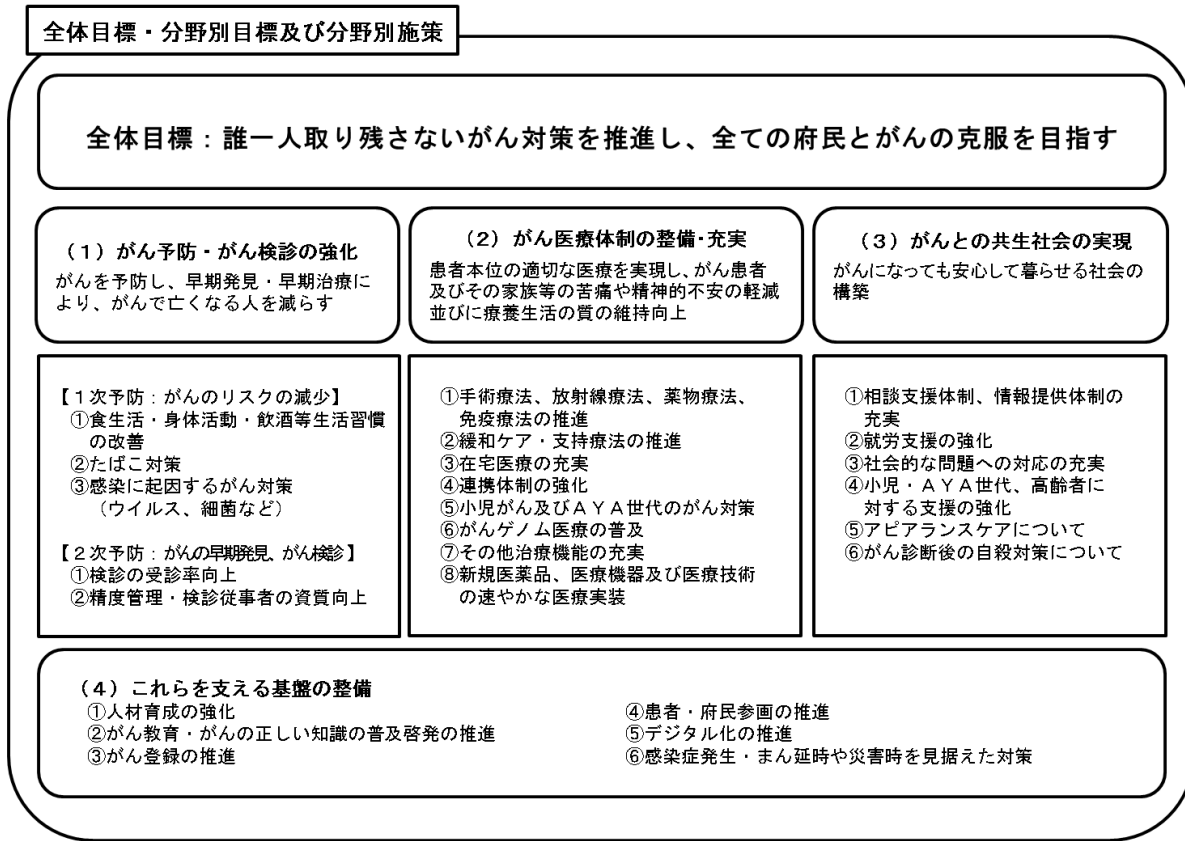 全体目標・分野別目標及び分野別施策
全体目標：誰一人取り残さないがん対策を推進し、全ての府民とがんの克服を目指す
（１）がん予防・がん検診の強化
がんを予防し、早期発見・早期治療に
より、がんで亡くなる人を減らす
【１次予防：がんのリスクの減少】
①食生活・身体活動・飲酒等生活習慣
の改善
②たばこ対策
③感染に起因するがん対策
（ウイルス、細菌など）
【２次予防：がんの早期発見、がん検診】
①検診の受診率向上
②精度管理・検診従事者の資質向上
（２）がん医療体制の整備・充実
患者本位の適切な医療を実現し、がん患者
及びその家族等の苦痛や精神的不安の軽減
並びに療養生活の質の維持向上
①手術療法、放射線療法、薬物療法、
免疫療法の推進
②緩和ケア・支持療法の推進
③在宅医療の充実
④連携体制の強化
⑤小児がん及びＡＹＡ世代のがん対策
⑥がんゲノム医療の普及
⑦その他治療機能の充実
⑧新規医薬品、医療機器及び医療技術
の速やかな医療実装
（３）がんとの共生社会の実現
がんになっても安心して暮らせる社会の
構築
①相談支援体制、情報提供体制の
充実
②就労支援の強化
③社会的な問題への対応の充実
④小児・ＡＹＡ世代、高齢者に
対する支援の強化
⑤アピアランスケアについて
⑥がん診断後の自殺対策について
（４）これらを支える基盤の整備
①人材育成の強化
②がん教育・がんの正しい知識の普及啓発の推進
③がん登録の推進
④患者・府民参画の推進
⑤デジタル化の推進
⑥感染症発生・まん延時や災害時を見据えた対策